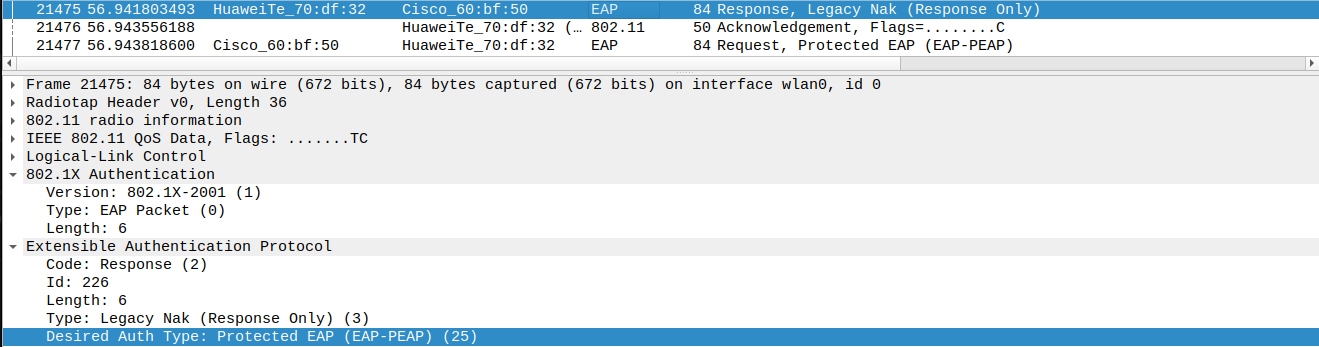 21475 56.941803493 HuaweiTe_70:df:32 Cisco_60:bf:50 EAP 84 Response, Legacy Nak (Response Only)
21476 56.943556188 HuaweiTe_70:df:32 (… 802.11 50 Acknowledgement, Flags=........C
21477 56.943818600 Cisco_60:bf:50 HuaweiTe_70:df:32 EAP 84 Request, Protected EAP (EAP-PEAP)
Frame 21475: 84 bytes on wire (672 bits), 84 bytes captured (672 bits) on interface wlan0, id 0
Radiotap Header v0, Length 36
802.11 radio information
IEEE 802.11 QoS Data, Flags: .......TC
Logical-Link Control
802.1X Authentication
Version: 802.1X-2001 (1)
Type: EAP Packet (0)
Length: 6
Extensible Authentication Protocol
Code: Response (2)
Id: 226
Length: 6
Type: Legacy Nak (Response Only) (3)
Desired Auth Type: Protected EAP (EAP-PEAP) (25)